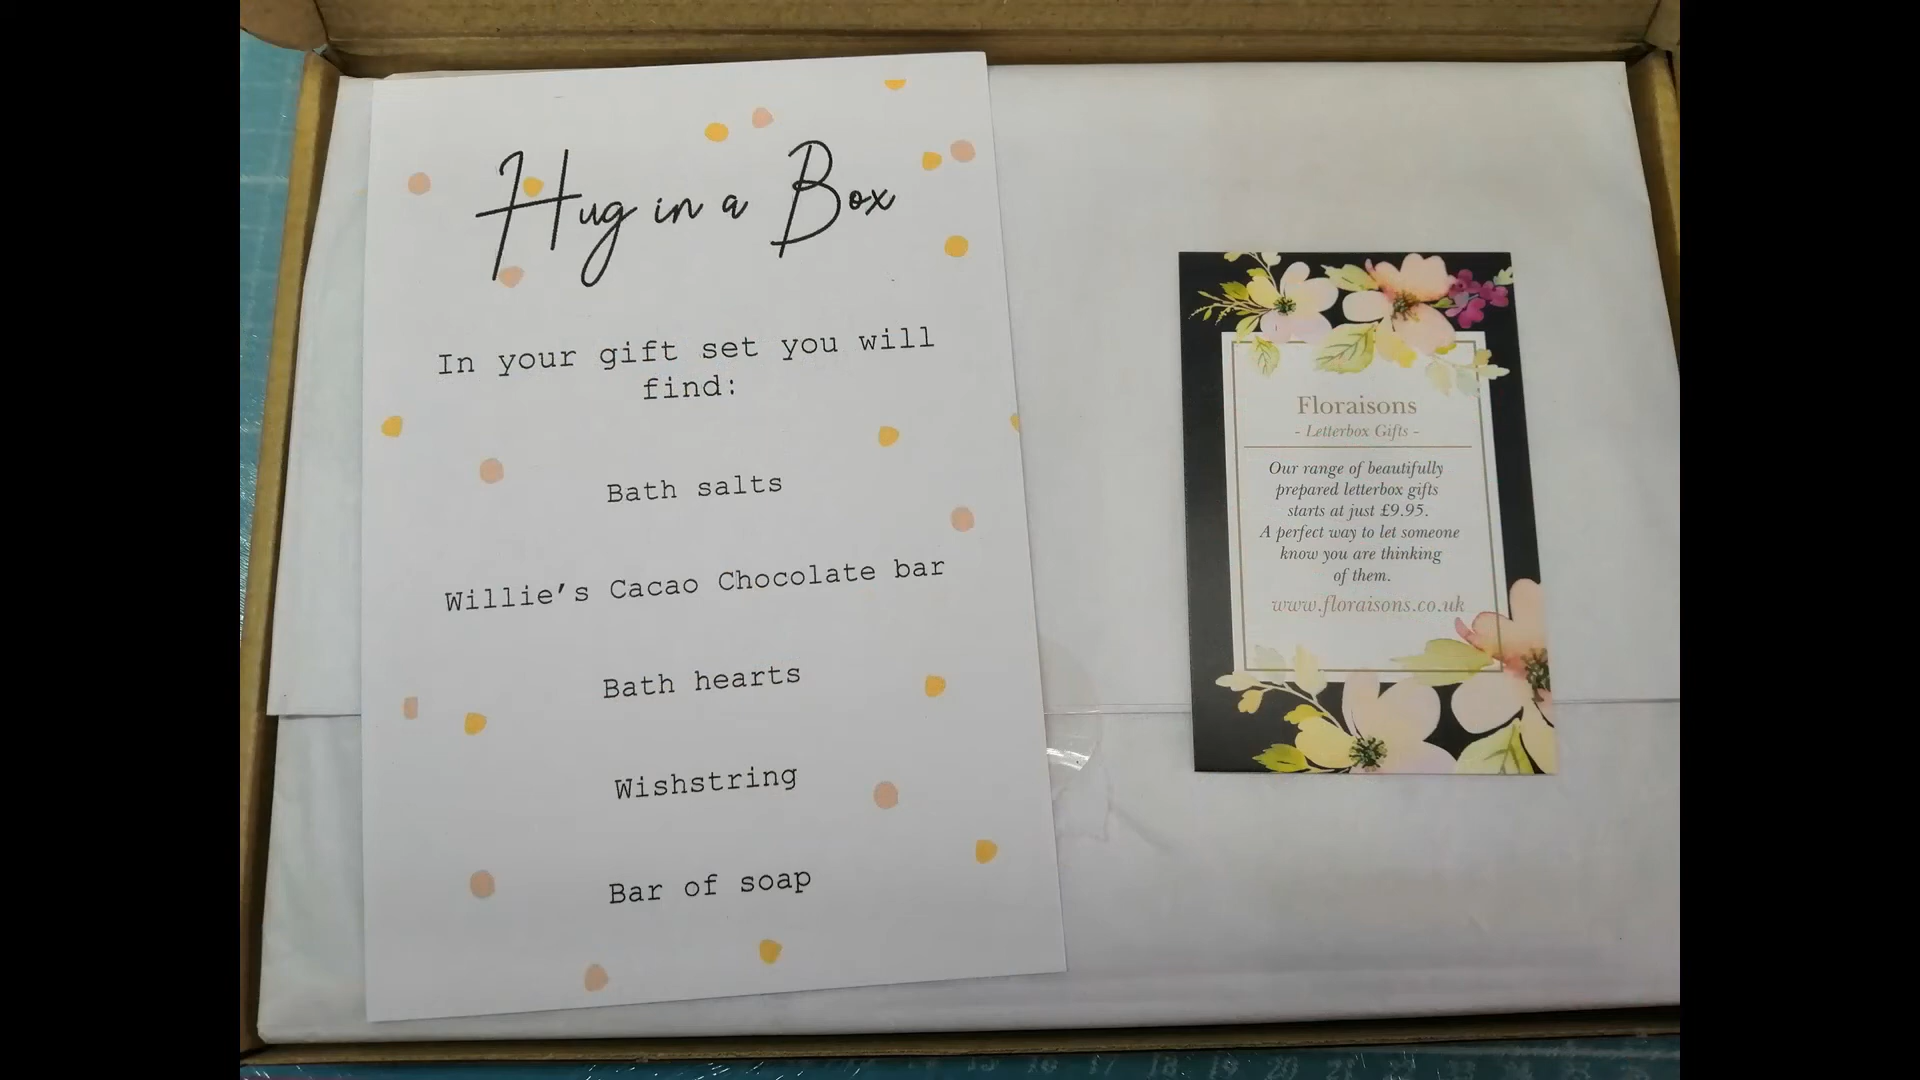 Hug in a Box
In your gift set you will
find:
Bath salts
Willie’s Cacao Chocolate bar
Bath hearts
Wishstring
Bar of soap
Floraisons
- Letterbox Gifts -
Our range of beautifully
prepared letterbox gifts
starts at just £9.95.
A perfect way to let someone
know you are thinking
of them.
www.floraisons.co.uk